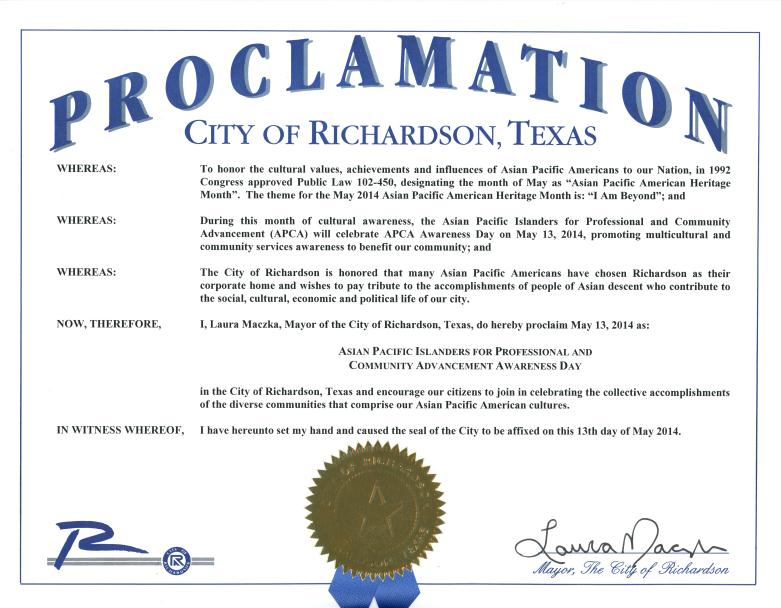 PROCLAMATION
CITY OF RICHARDSON, TEXAS
WHEREAS: To honor the cultural values, achievements and influences of Asian Pacific Americans to our Nation, in 1992
Congress approved Public Law 102-450, designating the month of May as “Asian Pacific American Heritage
Month”. The theme for the May 2014 Asian Pacific American Heritage Month is: “I Am Beyond”; and
WHEREAS: During this month of cultural awareness, the Asian Pacific Islanders for Professional and Community
Advancement (APCA) will celebrate APCA Awareness Day on May 13, 2014, promoting multicultural and
community services awareness to benefit our community; and
WHEREAS: The City of Richardson is honored that many Asian Pacific Americans have chosen Richardson as their
corporate home and wishes to pay tribute to the accomplishments of people of Asian descent who contribute to
the social, cultural, economic and political life of our city.
NOW, THEREFORE, I, Laura Maczka, Mayor of the City of Richardson, Texas, do hereby proclaim May 13, 2014 as:
ASIAN PACIFIC ISLANDERS FOR PROFESSIONAL AND
COMMUNITY ADVANCEMENT AWARENESS DAY
in the City of Richardson, Texas and encourage our citizens to join in celebrating the collective accomplishments
of the diverse communities that comprise our Asian Pacific American cultures.
IN WITNESS WHEREOF, I have hereunto set my hand and caused the seal of the City to be affixed on this 13th day of May 2014.
R
Laura Maczka
Mayor, The City of Richardson